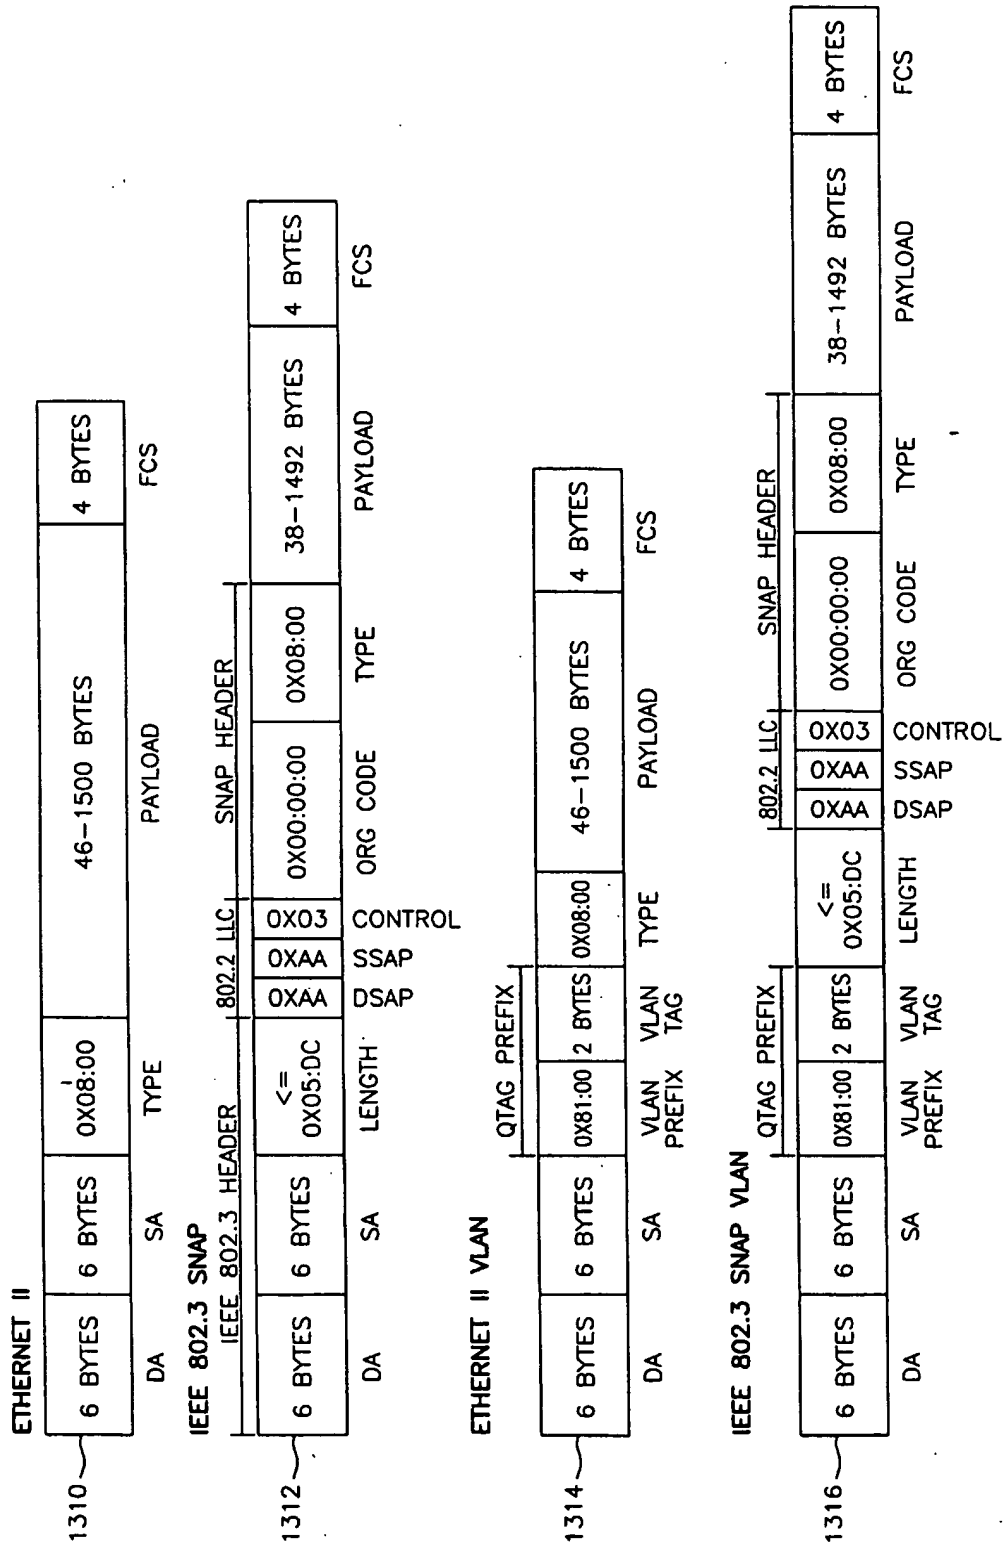 ETHERNET II
1310
6 BYTES 6 BYTES 0X08:00 46-1500 BYTES 4 BYTES
DA SA TYPE PAYLOAD FCS
IEEE 802.3 SNAP
IEEE 802.3 HEADER 802.2 LLC SNAP HEADER
1312
6 BYTES 6 BYTES <= 0X05:DC 0XAA 0XAA 0X03 0X00:00:00 0X08:00 38-1492 BYTES 4 BYTES
DA SA LENGTH DSAP SSAP CONTROL ORG CODE TYPE PAYLOAD FCS
ETHERNET II VLAN
QTAG PREFIX
1314
6 BYTES 6 BYTES 0X81:00 2 BYTES 0X08:00 46-1500 BYTES 4 BYTES
DA SA VLAN PREFIX VLAN TAG TYPE PAYLOAD FCS
IEEE 802.3 SNAP VLAN
QTAG PREFIX 802.2 LLC SNAP HEADER
1316
6 BYTES 6 BYTES 0X81:00 2 BYTES <= 0X05:DC 0XAA 0XAA 0X03 0X00:00:00 0X08:00 38-1492 BYTES 4 BYTES
DA SA VLAN PREFIX VLAN TAG LENGTH DSAP SSAP CONTROL ORG CODE TYPE PAYLOAD FCS